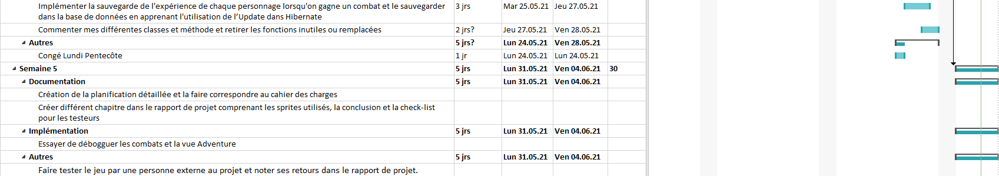 Implémenter la sauvegarde de l'expérience de chaque personnage lorsqu'on gagne un combat et le sauvegarder 3 jrs Mar 25.05.21 Jeu 27.05.21
dans la base de données en apprenant l'utilisation de l’Update dans Hibernate
Commenter mes différentes classes et méthode et retirer les fonctions inutiles ou remplacées 2 jrs? Jeu 27.05.21 Ven 28.05.21
Autres 5 jrs? Lun 24.05.21 Ven 28.05.21
Congé Lundi Pentecôte 1 jr Lun 24.05.21 Lun 24.05.21
Semaine 5 5 jrs Lun 31.05.21 Ven 04.06.21 30
Documentation 5 jrs Lun 31.05.21 Ven 04.06.21
Création de la planification détaillée et la faire correspondre au cahier des charges
Créer différent chapitre dans le rapport de projet comprenant les sprites utilisés, la conclusion et la check-list
pour les testeurs
Implémentation 5 jrs Lun 31.05.21 Ven 04.06.21
Essayer de débogguer les combats et la vue Adventure
Autres 5 jrs Lun 31.05.21 Ven 04.06.21
Faire tester le jeu par une personne externe au projet et noter ses retours dans le rapport de projet.